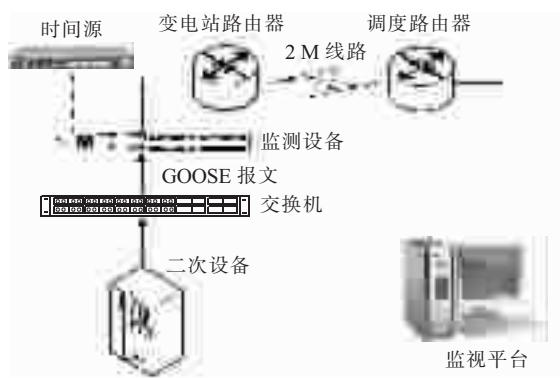 时间源
变电站路由器
调度路由器
2 M 线路
监测设备
GOOSE 报文
交换机
二次设备
监视平台